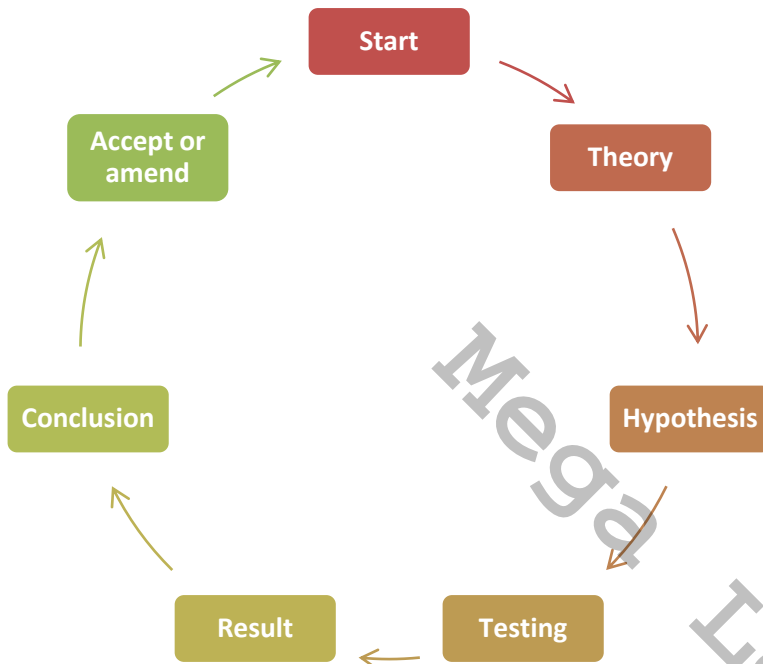 Start
Theory
Hypothesis
Testing
Result
Conclusion
Accept or
amend
Mega